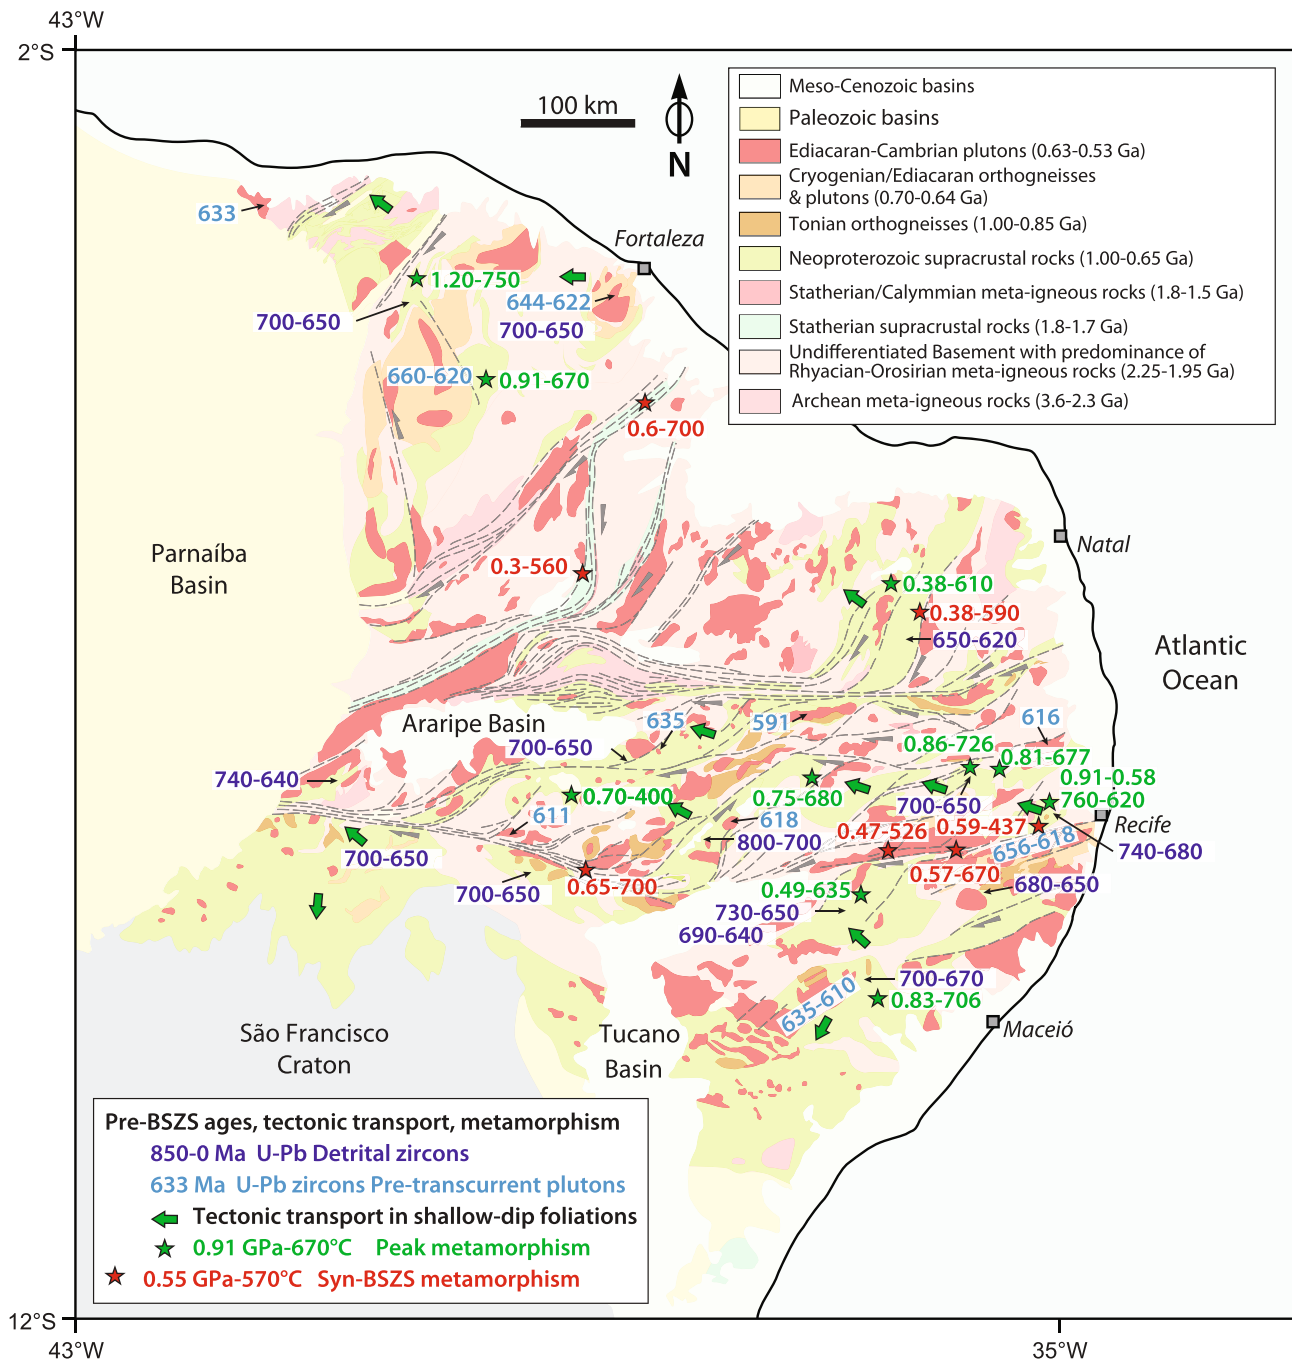 43°W
2°S
100 km
N
Meso-Cenozoic basins
Paleozoic basins
Ediacaran-Cambrian plutons (0.63-0.53 Ga)
Cryogenian/Ediacaran orthogneisses
& plutons (0.70-0.64 Ga)
Tonian orthogneisses (1.00-0.85 Ga)
Neoproterozoic supracrustal rocks (1.00-0.65 Ga)
Statherian/Calymmian meta-igneous rocks (1.8-1.5 Ga)
Statherian supracrustal rocks (1.8-1.7 Ga)
Undifferentiated Basement with predominance of
Rhyacian-Orosirian meta-igneous rocks (2.25-1.95 Ga)
Archean meta-igneous rocks (3.6-2.3 Ga)
633
Fortaleza
1.20-750
644-622
700-650
700-650
660-620
0.91-670
0.6-700
Parnaíba
Basin
0.3-560
Natal
0.38-610
0.38-590
650-620
Atlantic
Ocean
Araripe Basin
635
591
616
700-650
0.86-726
0.81-677
740-640
0.91-0.58
760-620
0.70-400
0.75-680
700-650
611
618
Recife
0.47-526
0.59-437
656-618
740-680
800-700
700-650
700-650
0.65-700
0.57-670
680-650
0.49-635
730-650
690-640
700-670
635-610
0.83-706
São Francisco
Craton
Tucano
Basin
Maceió
Pre-BSZS ages, tectonic transport, metamorphism
850-0 Ma U-Pb Detrital zircons
633 Ma U-Pb zircons Pre-transcurrent plutons
Tectonic transport in shallow-dip foliations
0.91 GPa-670°C Peak metamorphism
0.55 GPa-570°C Syn-BSZS metamorphism
12°S
43°W
35°W